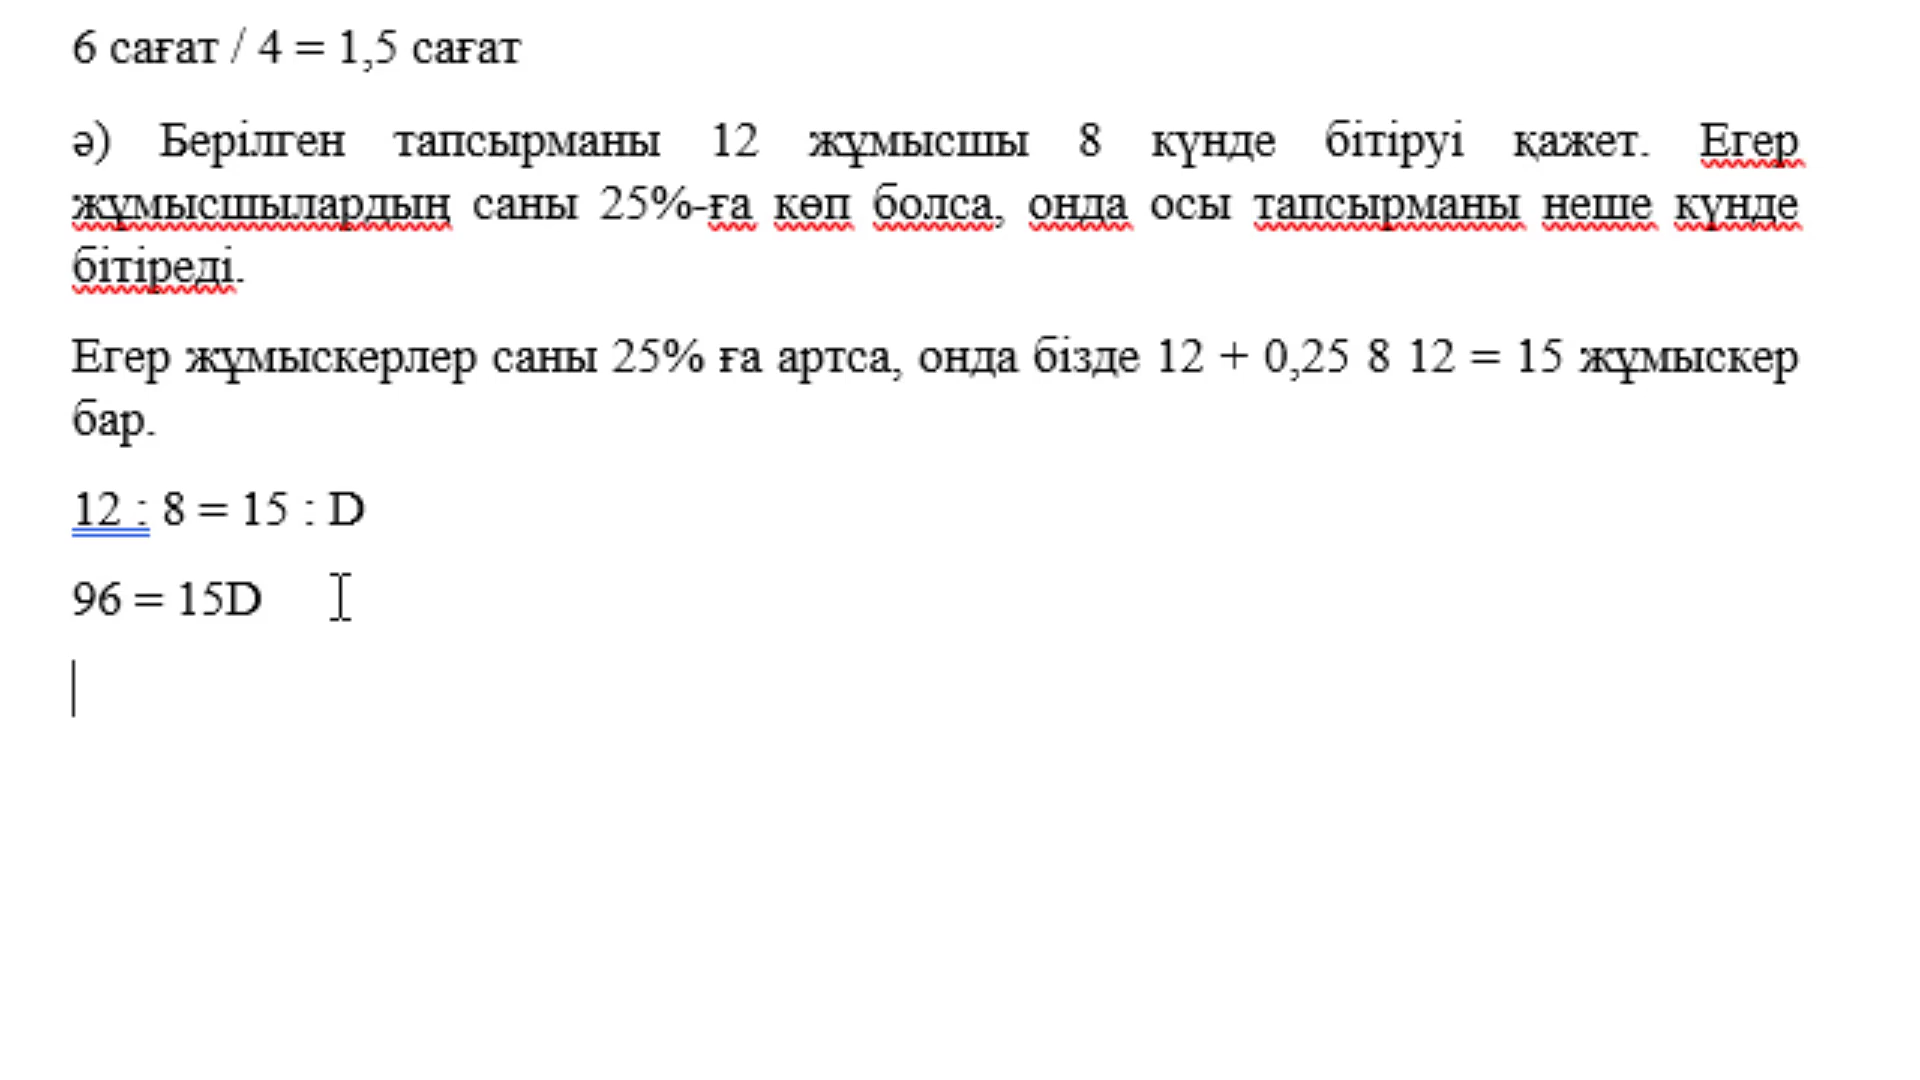 6 сағат / 4 = 1,5 сағат
ә) Берілген тапсырманы 12 жұмысшы 8 күнде бітіруі қажет. Егер
жұмысшылардың саны 25%-ға көп болса, онда осы тапсырманы неше күнде
бітіреді.
Егер жұмыскерлер саны 25% ға артса, онда бізде 12 + 0,25 8 12 = 15 жұмыскер
бар.
12 : 8 = 15 : D
96 = 15D